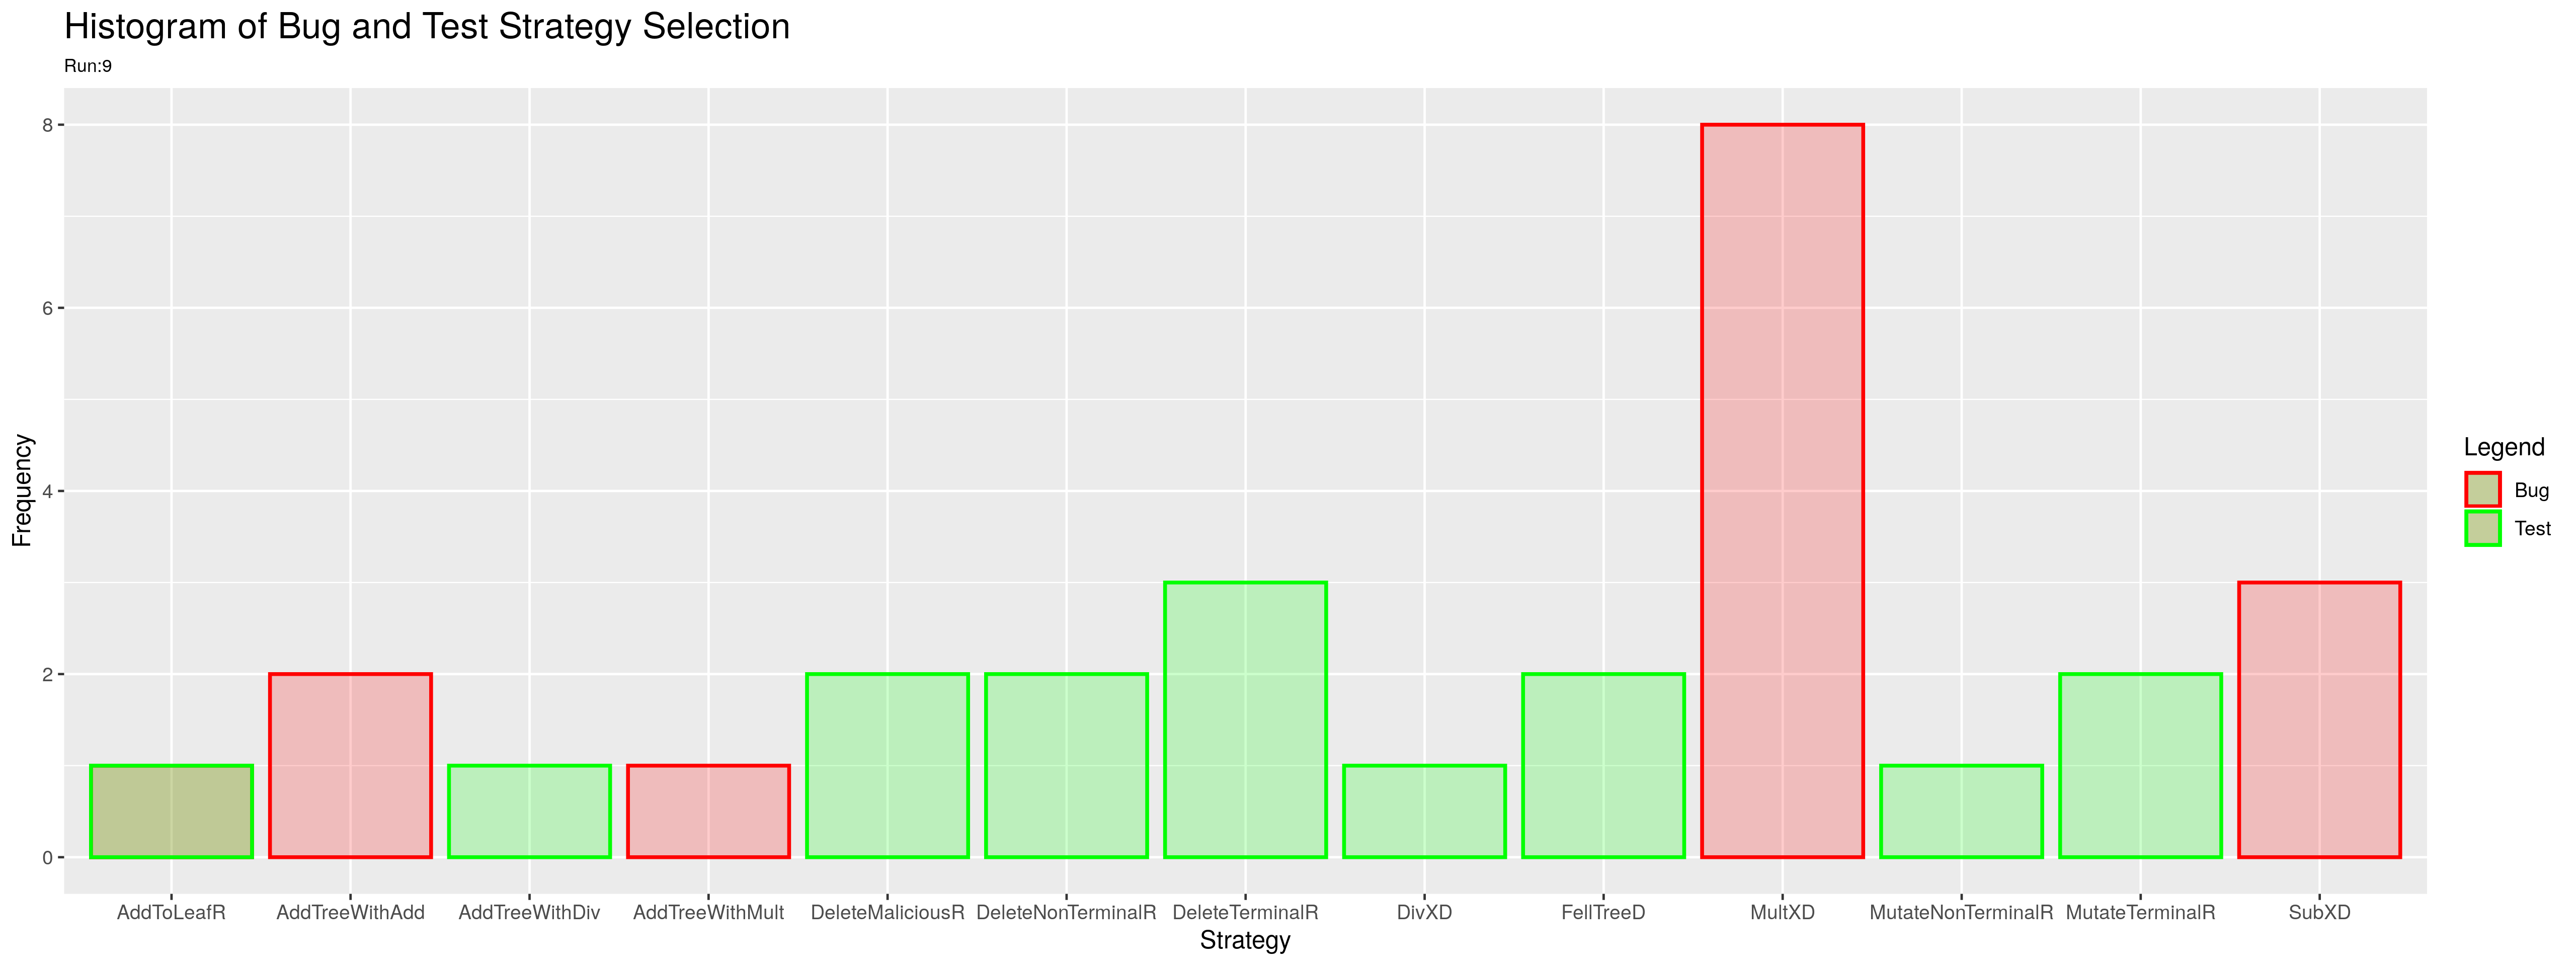 Histogram of Bug and Test Strategy Selection
Run:9
Frequency
8
6
4
2
0
AddToLeafR AddTreeWithAdd AddTreeWithDiv AddTreeWithMult DeleteMaliciousR DeleteNonTerminalR DeleteTerminalR DivXD FellTreeD MultXD MutateNonTerminalR MutateTerminalR SubXD
Strategy
Legend
Bug
Test